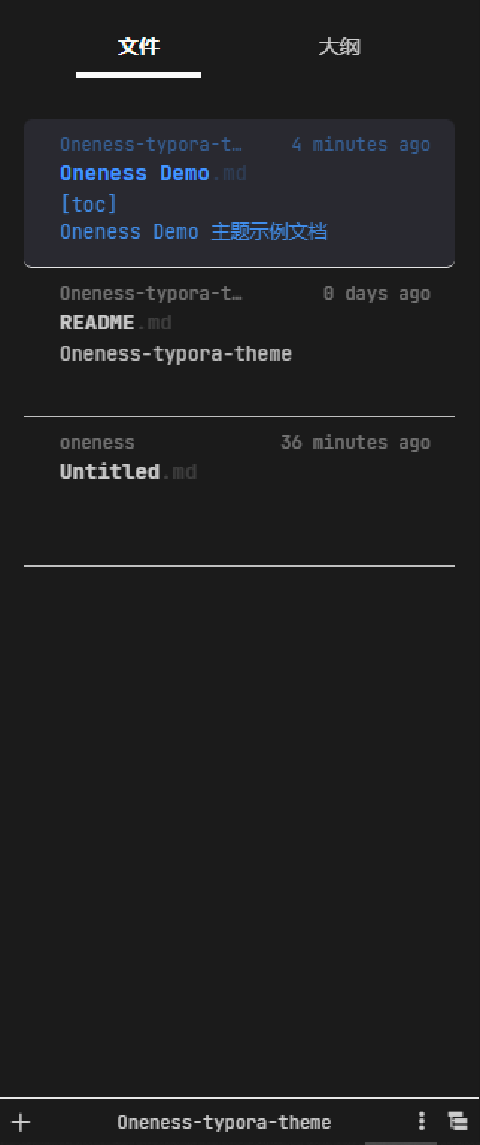 文件 大纲
Oneness-typora-t… 4 minutes ago
Oneness Demo.md
[toc]
Oneness Demo 主题示例文档
Oneness-typora-t… 0 days ago
README.md
Oneness-typora-theme
oneness 36 minutes ago
Untitled.md
Oneness-typora-theme